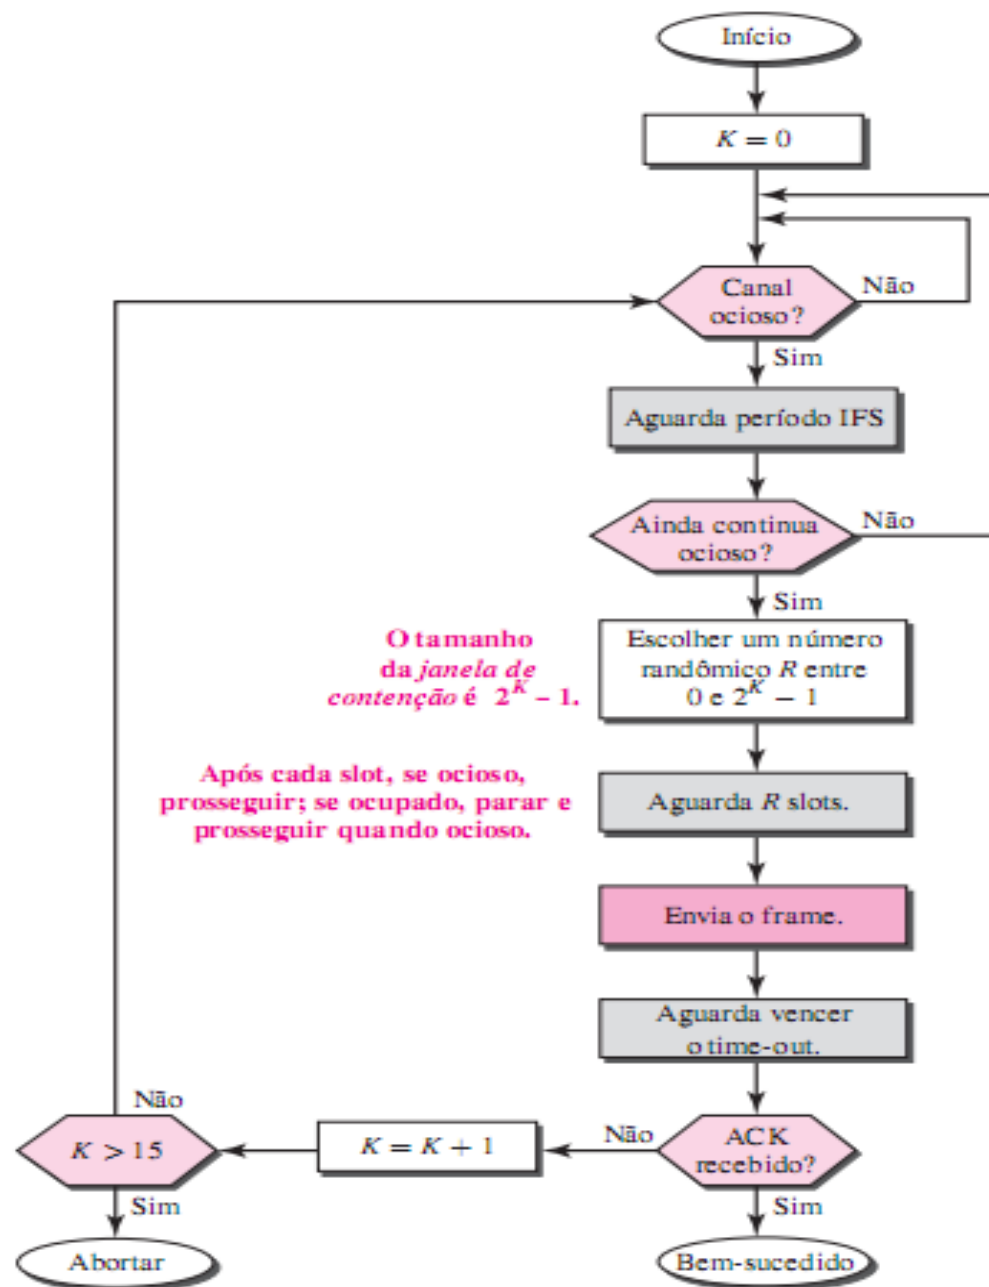 Início
K = 0
Canal
ocioso?
Não
Sim
Aguarda período IFS
Ainda continua
ocioso?
Não
Sim
O tamanho
da janela de
contenção é 2^K – 1.
Escolher um número
randômico R entre
0 e 2^K – 1
Após cada slot, se ocioso,
prosseguir; se ocupado, parar e
prosseguir quando ocioso.
Aguarda R slots.
Envia o frame.
Aguarda vencer
o time-out.
ACK
recebido?
Não
K = K + 1
Não
K > 15
Sim
Abortar
Sim
Bem-sucedido